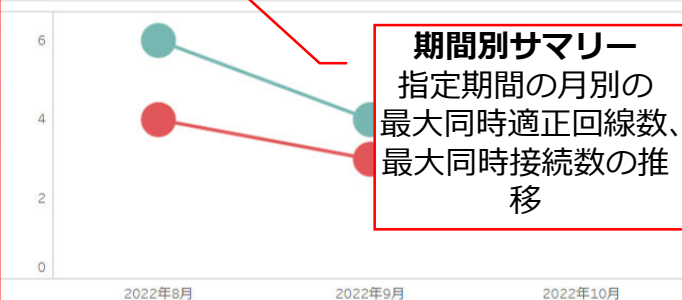 6
期間別サマリー
指定期間の月別の
4
最大同時適正回線数、
最大同時接続数の推
移
2
0
2022年8月
2022年9月
2022年10月